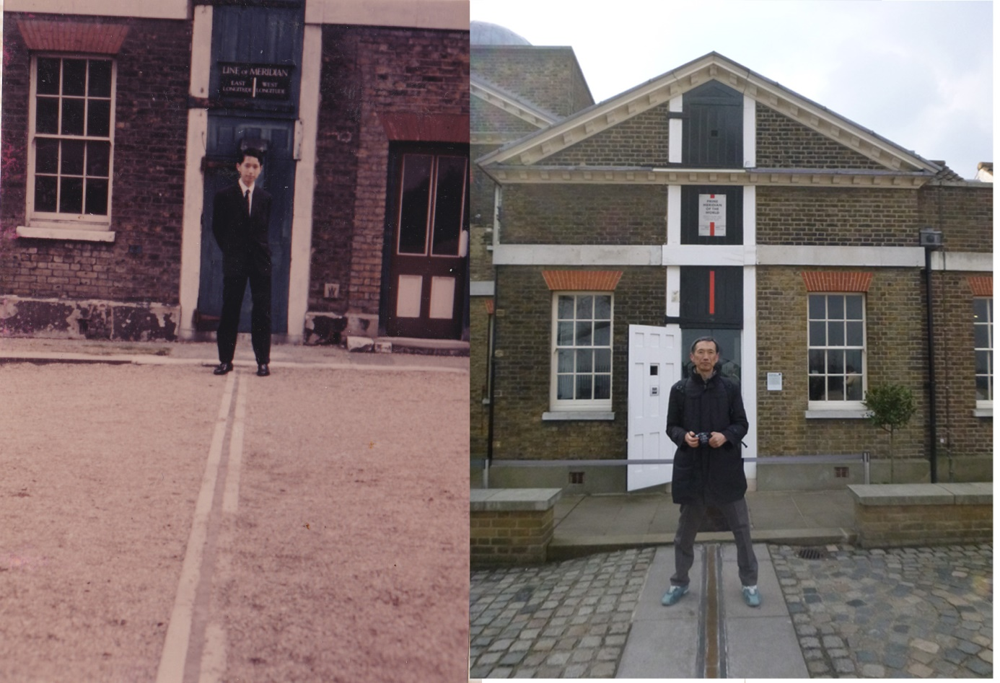 LINE OF MERIDIAN
EAST LONGITUDE
WEST LONGITUDE
PRIME
MERIDIAN
OF THE
WORLD